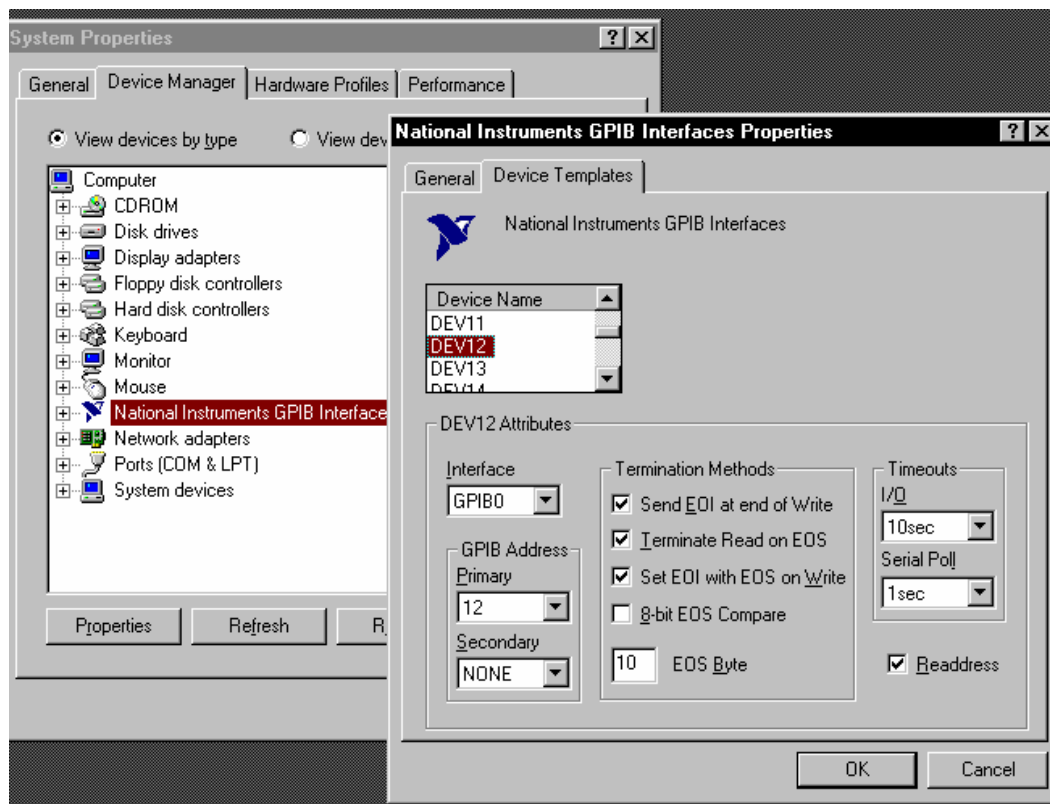 System Properties
General Device Manager Hardware Profiles Performance
View devices by type View dev
Computer
CDROM
Disk drives
Display adapters
Floppy disk controllers
Hard disk controllers
Keyboard
Monitor
Mouse
National Instruments GPIB Interface
Network adapters
Ports (COM & LPT)
System devices
Properties Refresh R
National Instruments GPIB Interfaces Properties
General Device Templates
National Instruments GPIB Interfaces
Device Name
DEV11
DEV12
DEV13
DEV14
DEV12 Attributes
Interface
GPIB0
GPIB Address
Primary
12
Secondary
NONE
Termination Methods
Send EOI at end of Write
Terminate Read on EOS
Set EOI with EOS on Write
8-bit EOS Compare
10 EOS Byte
Timeouts
I/O
10sec
Serial Poll
1sec
Readdress
OK Cancel